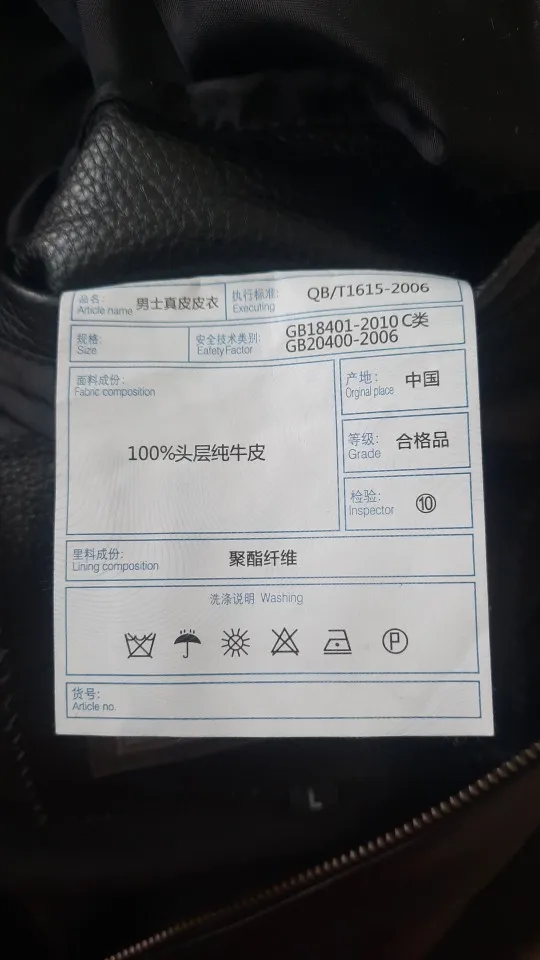 品名: 男士真皮皮衣
Article name
执行标准: QB/T1615-2006
Executing
规格:
Size
安全技术类别: GB18401-2010 C类
Eafety Factor GB20400-2006
面料成份:
Fabric composition
100%头层纯牛皮
产地: 中国
Orginal place
等级: 合格品
Grade
检验: ⑩
Inspector
里料成份: 聚酯纤维
Lining composition
洗涤说明 Washing
P
货号:
Article no.
L